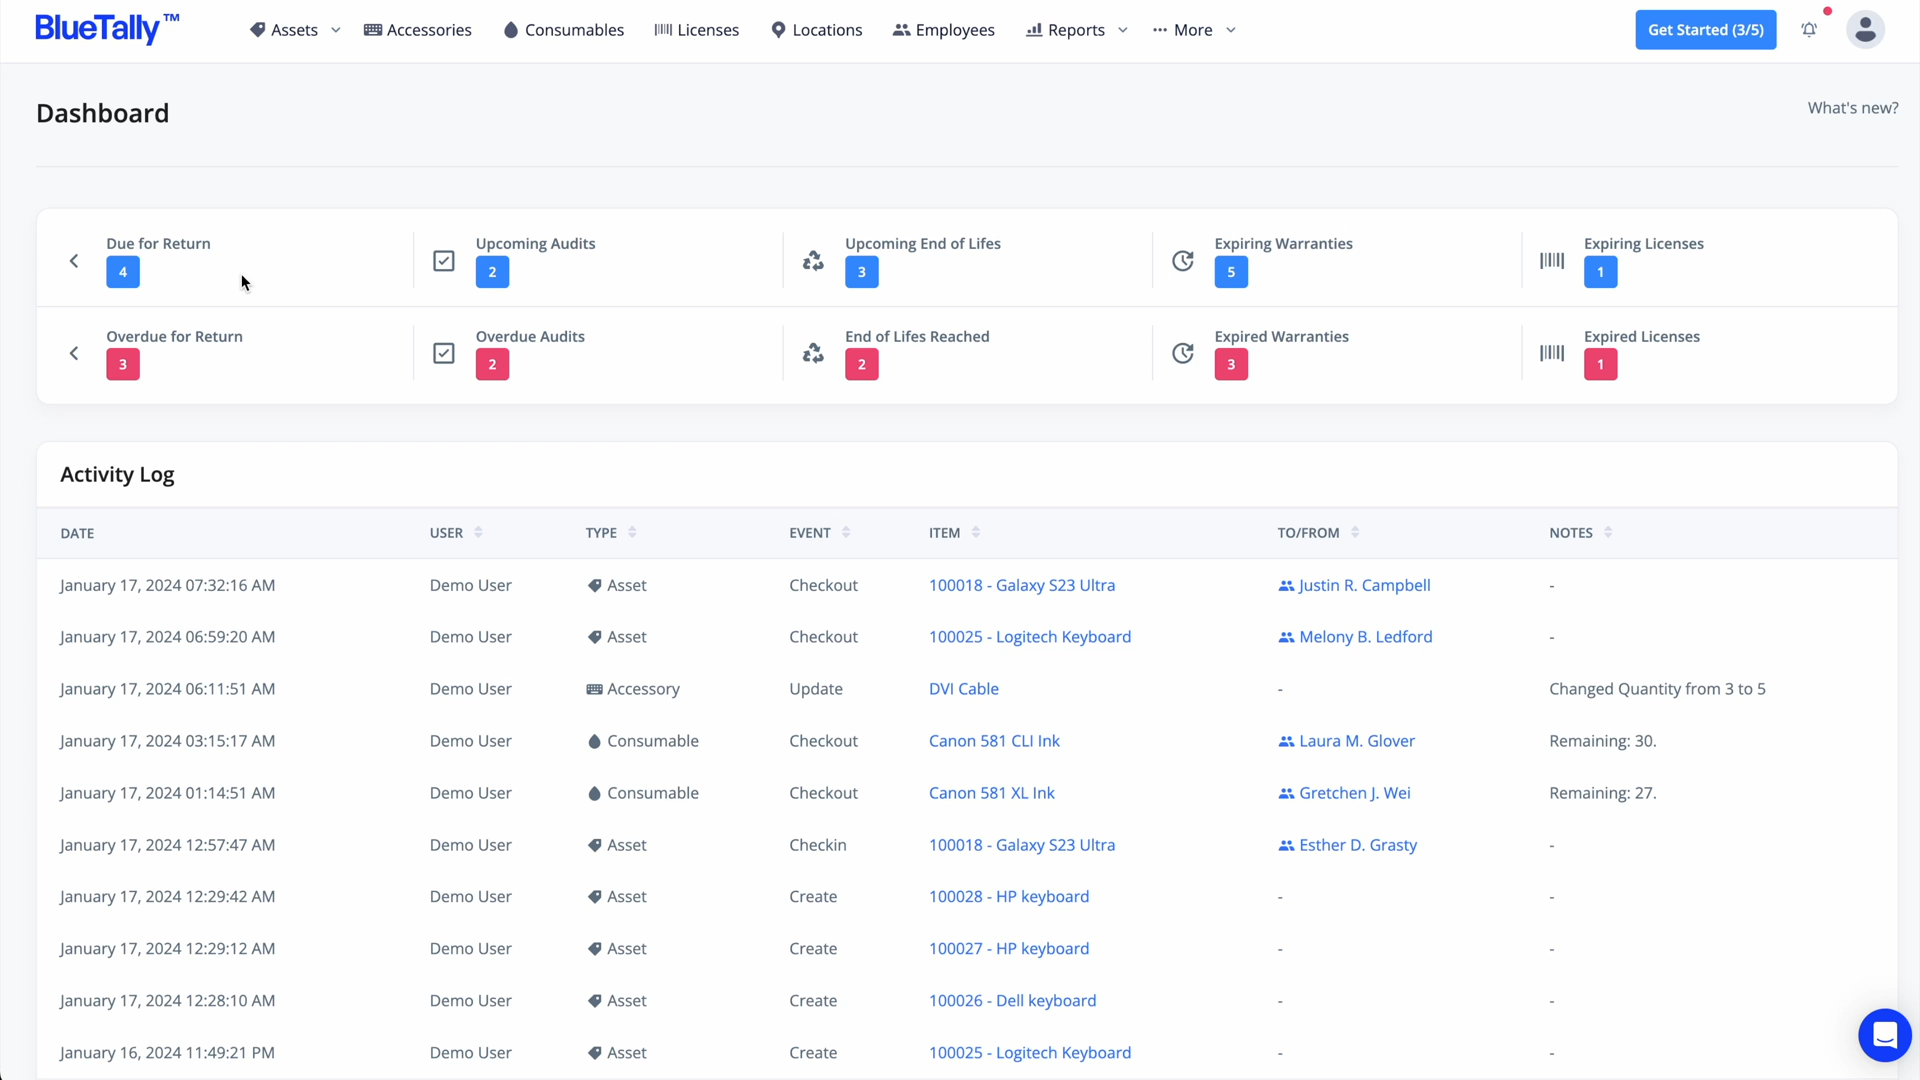 BlueTally™ Assets Accessories Consumables Licenses Locations Employees Reports More Get Started (3/5)
Dashboard What's new?
Due for Return Upcoming Audits Upcoming End of Lifes Expiring Warranties Expiring Licenses
4 2 3 5 1
Overdue for Return Overdue Audits End of Lifes Reached Expired Warranties Expired Licenses
3 2 2 3 1
Activity Log
DATE USER TYPE EVENT ITEM TO/FROM NOTES
January 17, 2024 07:32:16 AM Demo User Asset Checkout 100018 - Galaxy S23 Ultra Justin R. Campbell -
January 17, 2024 06:59:20 AM Demo User Asset Checkout 100025 - Logitech Keyboard Melony B. Ledford -
January 17, 2024 06:11:51 AM Demo User Accessory Update DVI Cable - Changed Quantity from 3 to 5
January 17, 2024 03:15:17 AM Demo User Consumable Checkout Canon 581 CLI Ink Laura M. Glover Remaining: 30.
January 17, 2024 01:14:51 AM Demo User Consumable Checkout Canon 581 XL Ink Gretchen J. Wei Remaining: 27.
January 17, 2024 12:57:47 AM Demo User Asset Checkin 100018 - Galaxy S23 Ultra Esther D. Grasty -
January 17, 2024 12:29:42 AM Demo User Asset Create 100028 - HP keyboard - -
January 17, 2024 12:29:12 AM Demo User Asset Create 100027 - HP keyboard - -
January 17, 2024 12:28:10 AM Demo User Asset Create 100026 - Dell keyboard - -
January 16, 2024 11:49:21 PM Demo User Asset Create 100025 - Logitech Keyboard - -